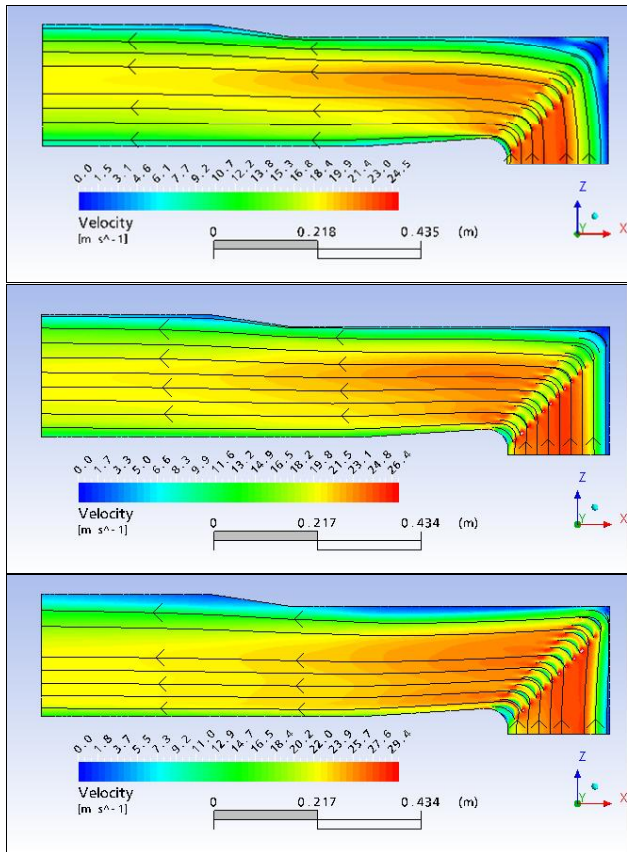 0.0 1.5 3.1 4.6 6.1 7.7 9.2 10.7 12.2 13.8 15.3 16.8 18.4 19.9 21.4 23.0 24.5
Velocity
[m s^-1]
0 0.218 0.435 (m)
Z
Y X
0.0 1.7 3.3 5.0 6.6 8.3 9.9 11.6 13.2 14.9 16.5 18.2 19.8 21.5 23.1 24.8 26.4
Velocity
[m s^-1]
0 0.217 0.434 (m)
Z
Y X
0.0 1.8 3.7 5.5 7.3 9.2 11.0 12.9 14.7 16.5 18.4 20.2 22.0 23.9 25.7 27.6 29.4
Velocity
[m s^-1]
0 0.217 0.434 (m)
Z
Y X